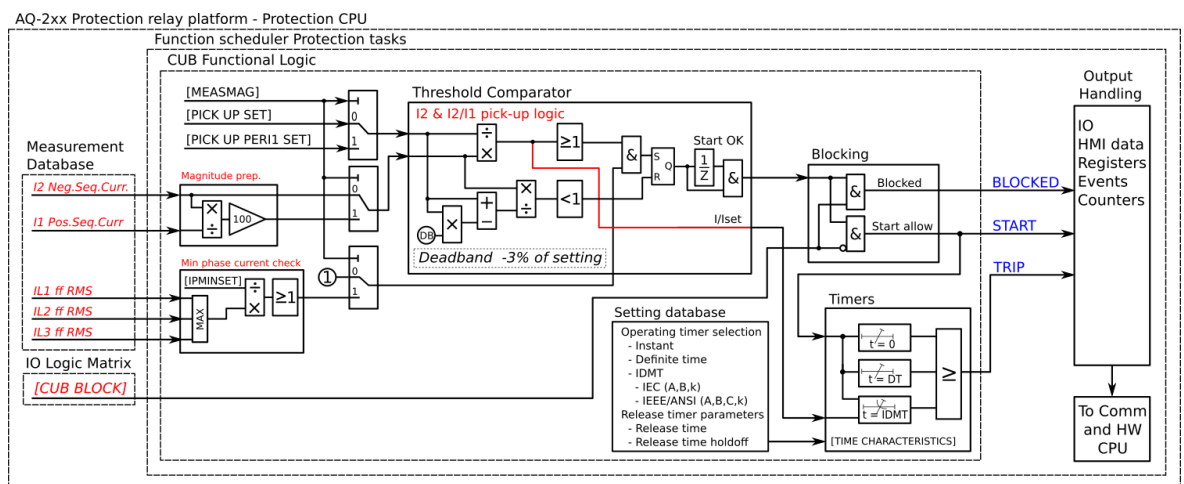 AQ-2xx Protection relay platform - Protection CPU
Function scheduler Protection tasks
CUB Functional Logic
Measurement
Database
I2 Neg.Seq.Curr.
I1 Pos.Seq.Curr
IL1 ff RMS
IL2 ff RMS
IL3 ff RMS
IO Logic Matrix
[CUB BLOCK]
[MEASMAG]
[PICK UP SET]
[PICK UP PERI1 SET]
0
1
Magnitude prep.
×
÷
100
0
1
Min phase current check
[IPMINSET]
MAX
÷
×
≥1
1
0
1
Threshold Comparator
I2 & I2/I1 pick-up logic
÷
×
≥1
DB
×
+
−
×
÷
<1
&
S
R
Q
Start OK
1
Z
&
I/Iset
Deadband -3% of setting
Blocking
&
Blocked
&
Start allow
BLOCKED
START
TRIP
Setting database
Operating timer selection
- Instant
- Definite time
- IDMT
- IEC (A,B,k)
- IEEE/ANSI (A,B,C,k)
Release timer parameters
- Release time
- Release time holdoff
Timers
t = 0
t = DT
t = IDMT
≥
[TIME CHARACTERISTICS]
Output
Handling
IO
HMI data
Registers
Events
Counters
To Comm
and HW
CPU